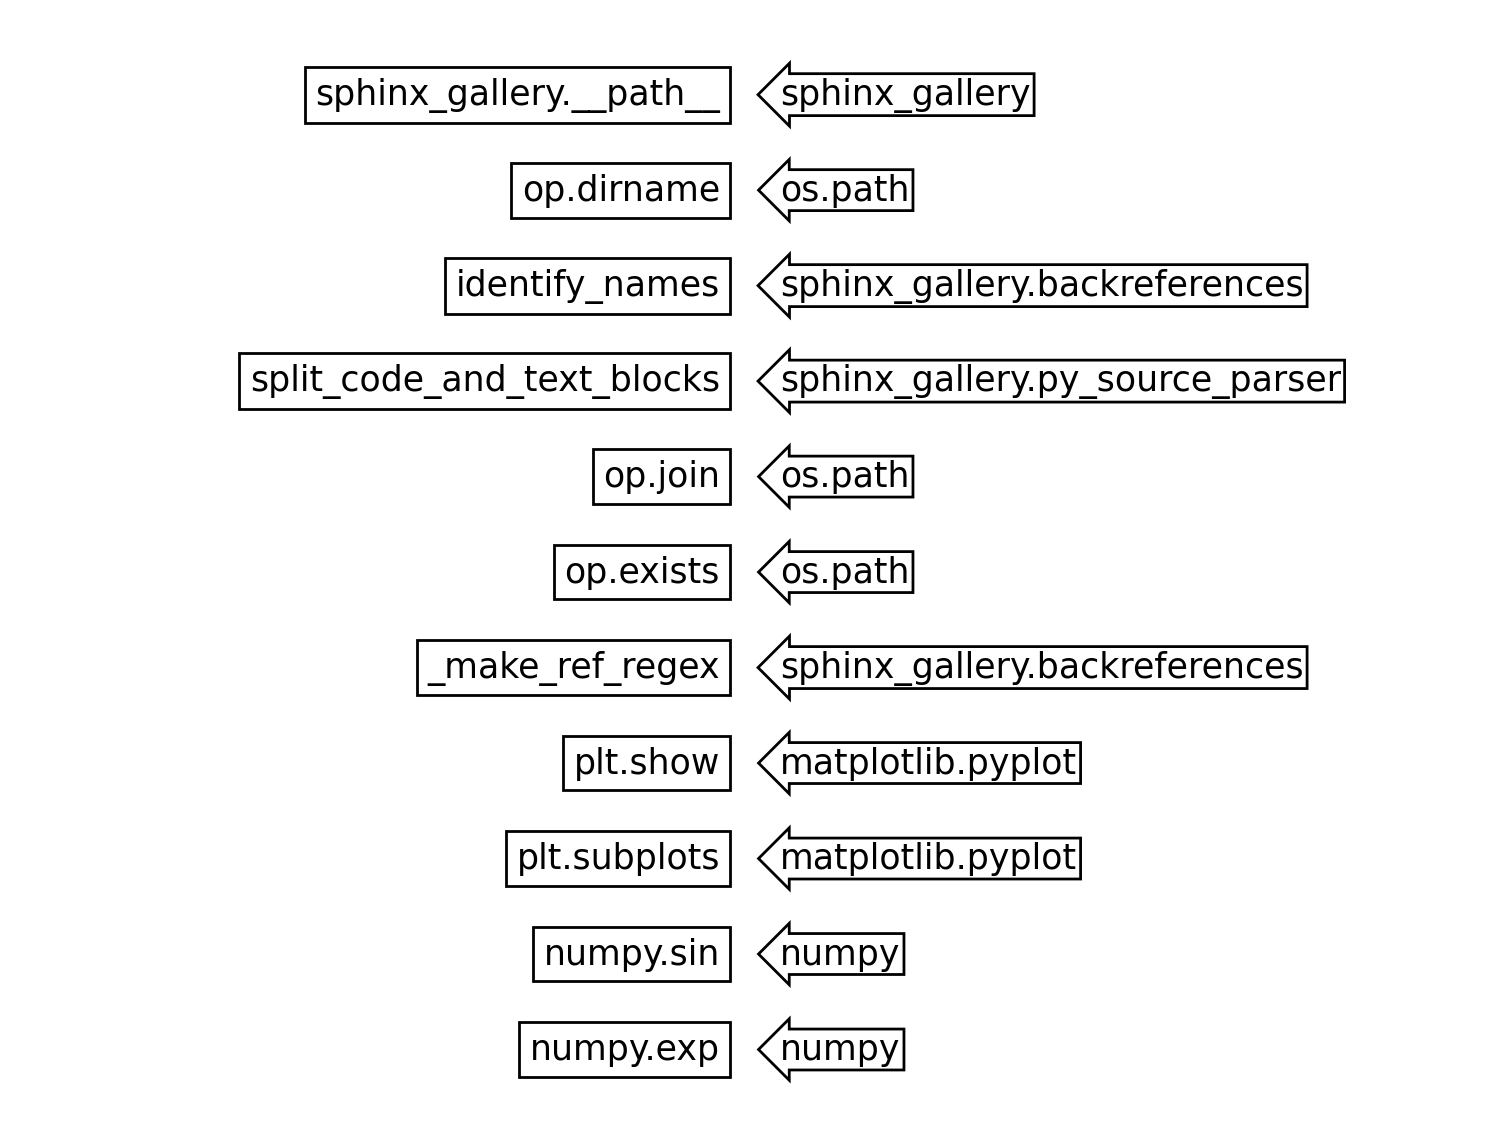 sphinx_gallery.__path__ sphinx_gallery
op.dirname os.path
identify_names sphinx_gallery.backreferences
split_code_and_text_blocks sphinx_gallery.py_source_parser
op.join os.path
op.exists os.path
_make_ref_regex sphinx_gallery.backreferences
plt.show matplotlib.pyplot
plt.subplots matplotlib.pyplot
numpy.sin numpy
numpy.exp numpy